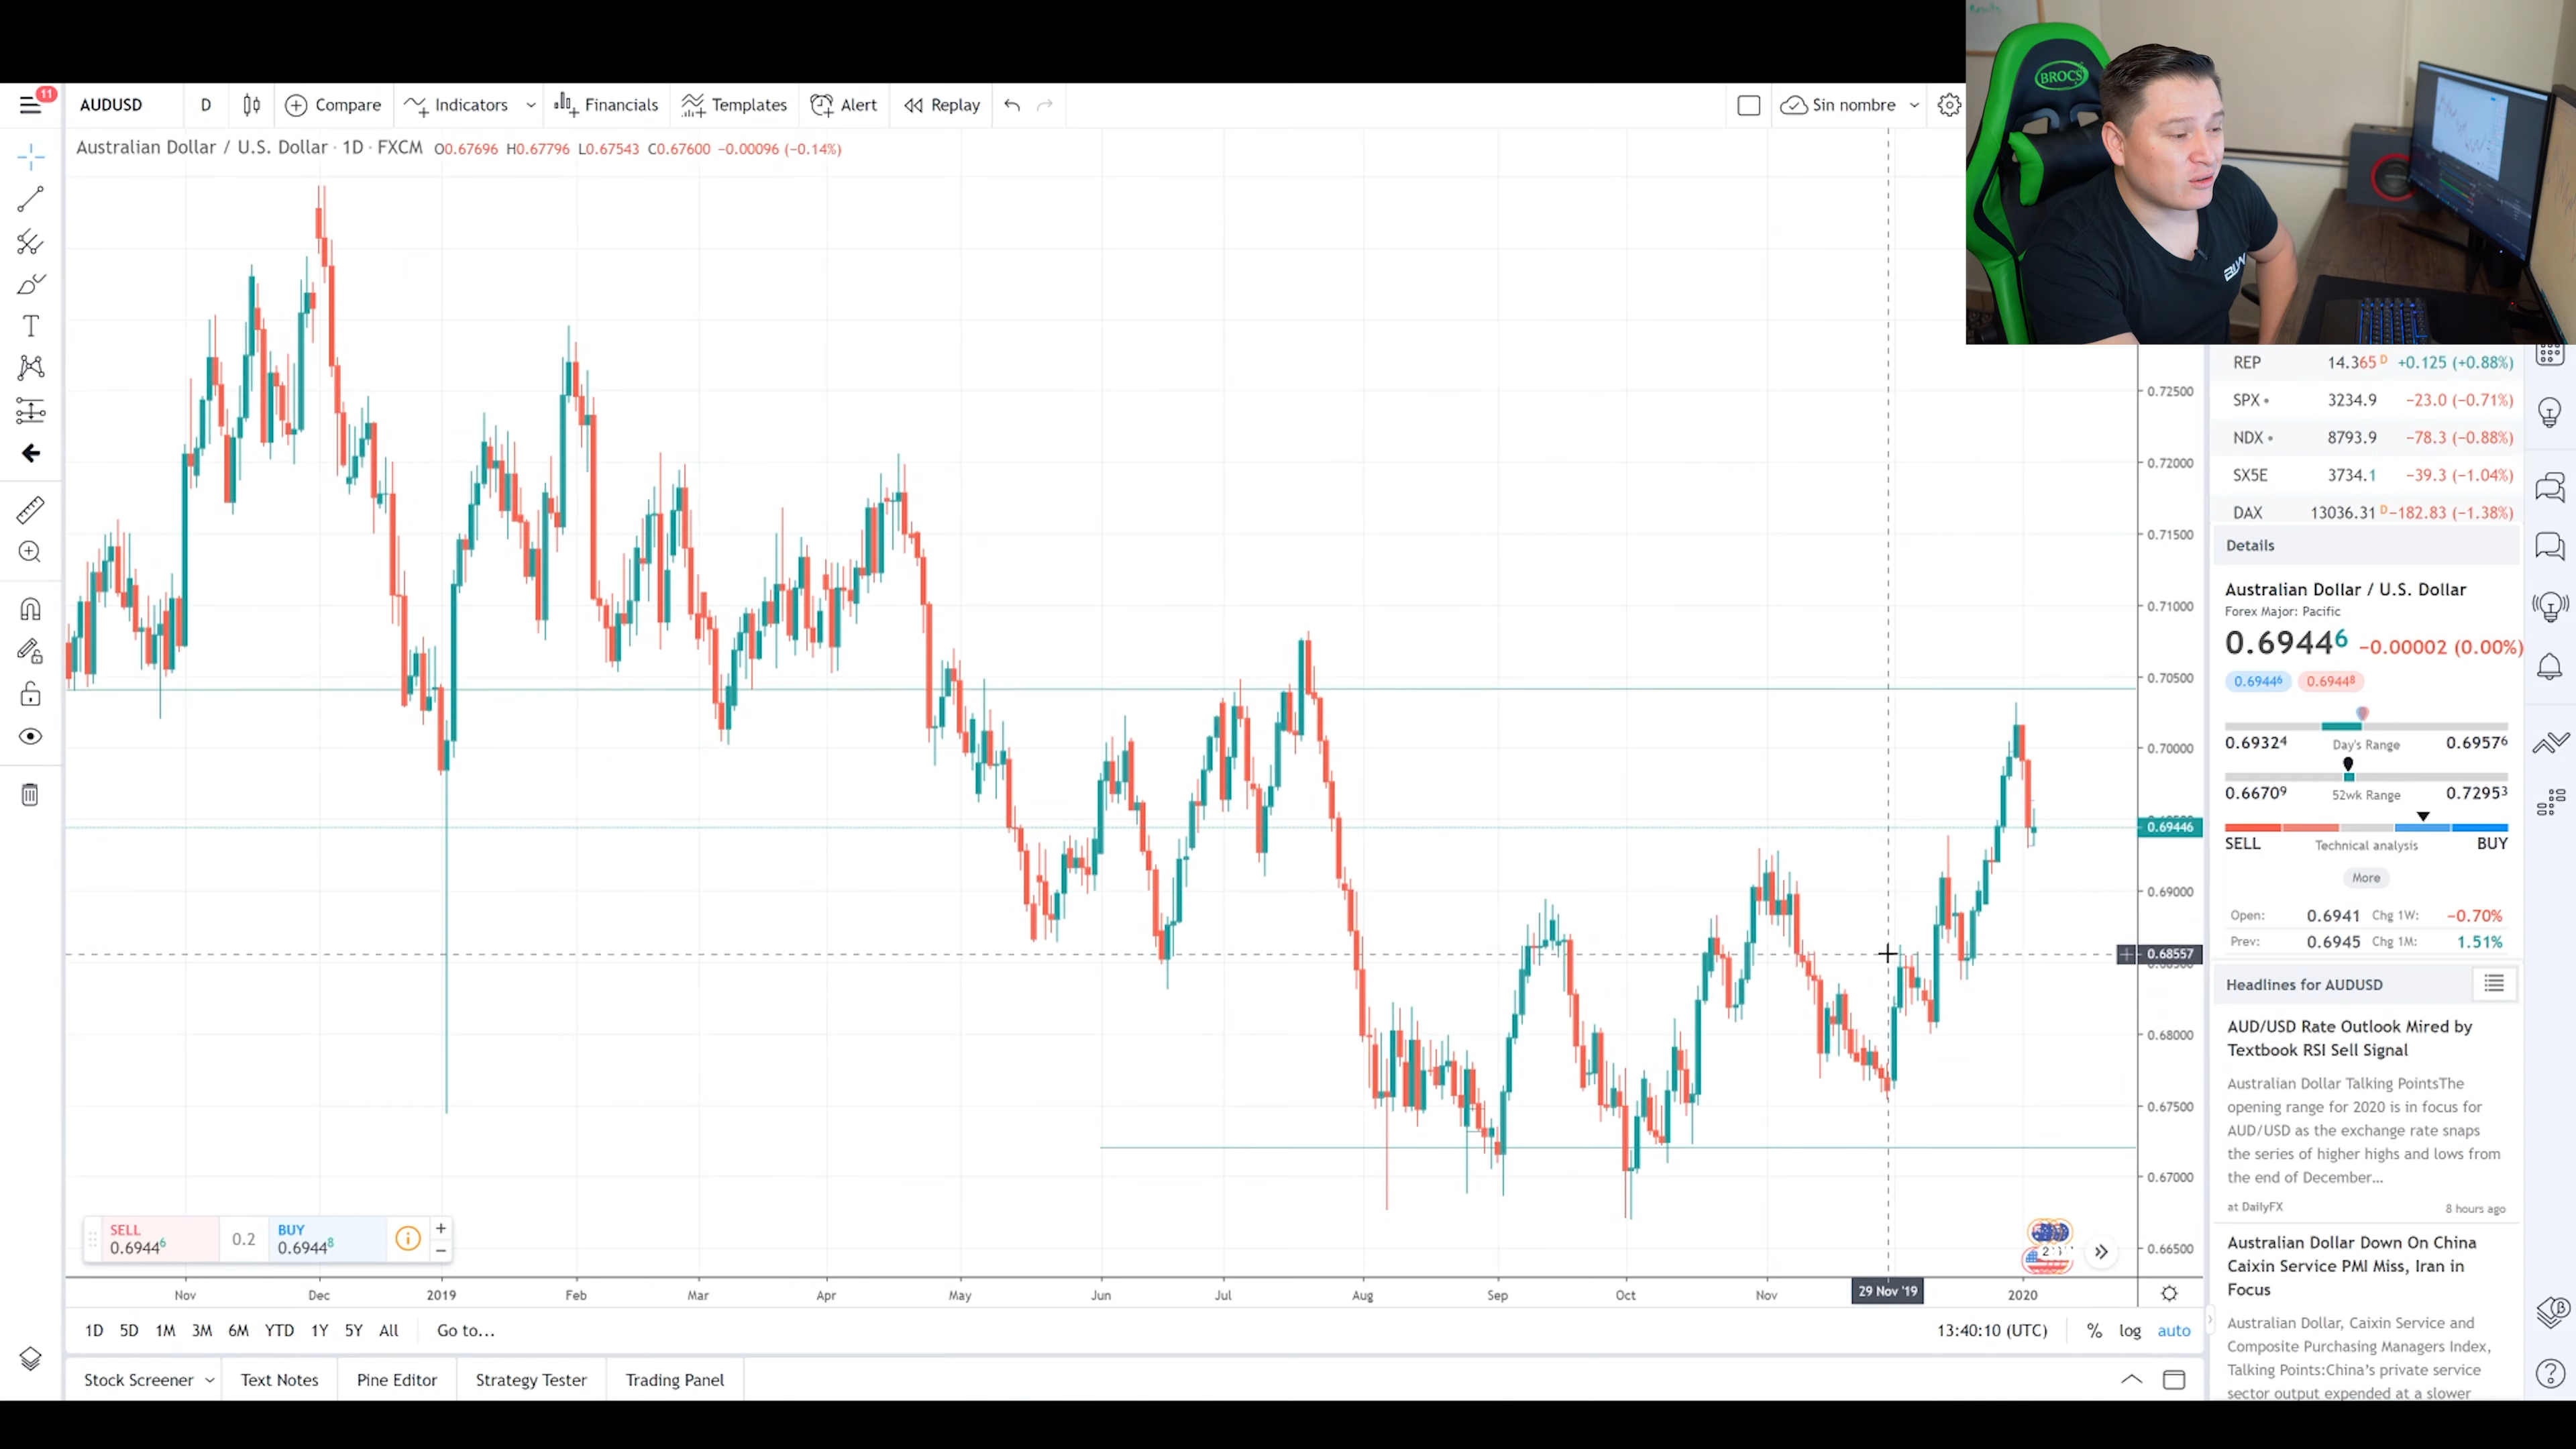 BROCS
BLW
11
AUDUSD D Compare Indicators Financials Templates Alert Replay Sin nombre
Australian Dollar / U.S. Dollar · 1D · FXCM O0.67696 H0.67796 L0.67543 C0.67600 −0.00096 (−0.14%)
0.72500
0.72000
0.71500
0.71000
0.70500
0.70000
0.69446
0.69000
0.68557
0.68000
0.67500
0.67000
0.66500
REP 14.365 D +0.125 (+0.88%)
SPX 3234.9 −23.0 (−0.71%)
NDX 8793.9 −78.3 (−0.88%)
SX5E 3734.1 −39.3 (−1.04%)
DAX 13036.31 D −182.83 (−1.38%)
Details
Australian Dollar / U.S. Dollar
Forex Major: Pacific
0.69446 −0.00002 (0.00%)
0.69446 0.69448
0.69324 Day's Range 0.69576
0.66709 52wk Range 0.72953
SELL Technical analysis BUY
More
Open: 0.6941 Chg 1W: −0.70%
Prev: 0.6945 Chg 1M: 1.51%
Headlines for AUDUSD
AUD/USD Rate Outlook Mired by
Textbook RSI Sell Signal
Australian Dollar Talking PointsThe
opening range for 2020 is in focus for
AUD/USD as the exchange rate snaps
the series of higher highs and lows from
the end of December...
at DailyFX 8 hours ago
Australian Dollar Down On China
Caixin Service PMI Miss, Iran in
Focus
Australian Dollar, Caixin Service and
Composite Purchasing Managers Index,
Talking Points:China's private service
sector output expended at a slower
SELL 0.2 BUY
0.69446 0.69448
Nov Dec 2019 Feb Mar Apr May Jun Jul Aug Sep Oct Nov 29 Nov '19 2020
1D 5D 1M 3M 6M YTD 1Y 5Y All Go to... 13:40:10 (UTC) % log auto
Stock Screener Text Notes Pine Editor Strategy Tester Trading Panel